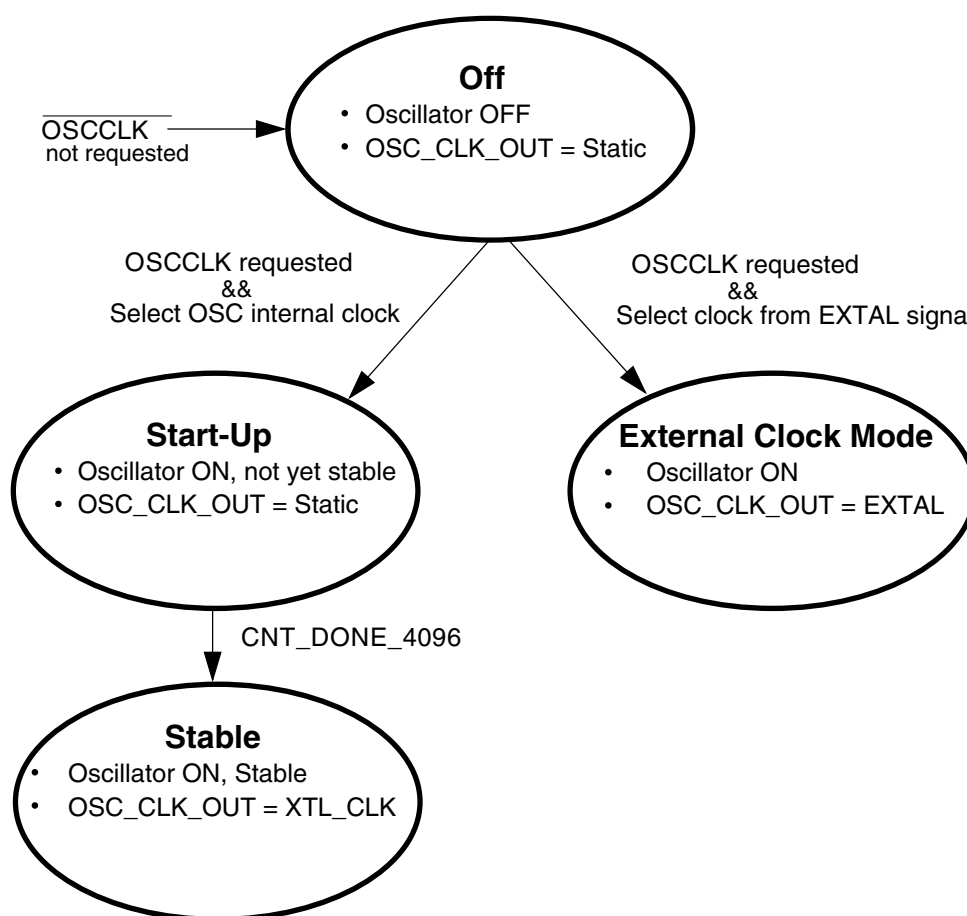 Off
• Oscillator OFF
• OSC_CLK_OUT = Static
OSCCLK
not requested
OSCCLK requested
&&
Select OSC internal clock
OSCCLK requested
&&
Select clock from EXTAL signa
Start-Up
• Oscillator ON, not yet stable
• OSC_CLK_OUT = Static
External Clock Mode
• Oscillator ON
• OSC_CLK_OUT = EXTAL
CNT_DONE_4096
Stable
• Oscillator ON, Stable
• OSC_CLK_OUT = XTL_CLK